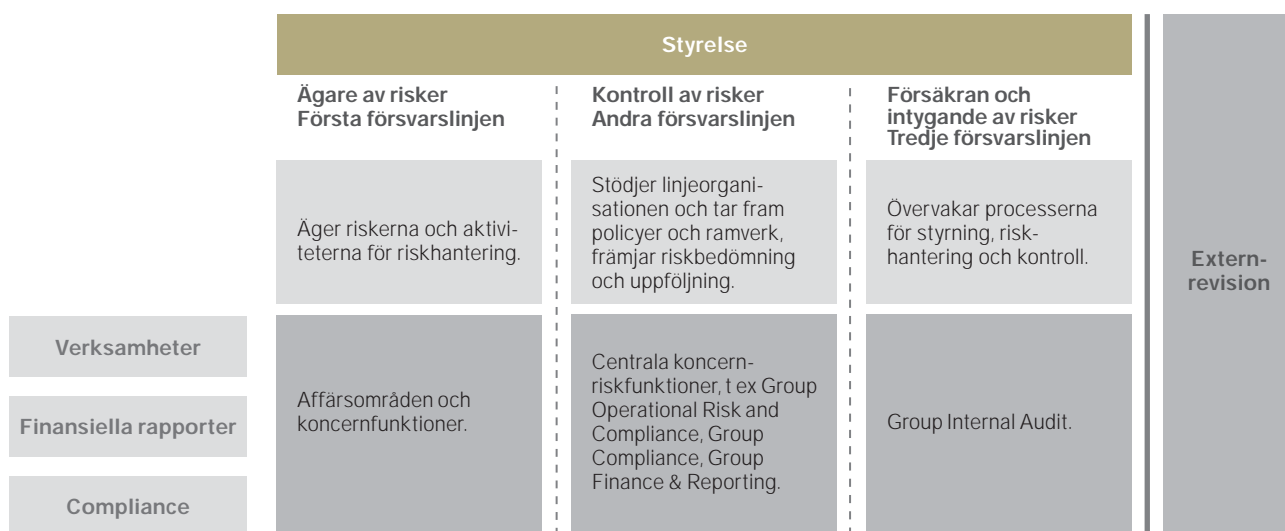 Styrelse
Ägare av risker
Första försvarslinjen
Kontroll av risker
Andra försvarslinjen
Försäkran och
intygande av risker
Tredje försvarslinjen
Äger riskerna och aktivi-
teterna för riskhantering.
Stödjer linjeorgani-
sationen och tar fram
policyer och ramverk,
främjar riskbedömning
och uppföljning.
Övervakar processerna
för styrning, risk-
hantering och kontroll.
Extern-
revision
Verksamheter
Finansiella rapporter
Compliance
Affärsområden och
koncernfunktioner.
Centrala koncern-
riskfunktioner, t ex Group
Operational Risk and
Compliance, Group
Compliance, Group
Finance & Reporting.
Group Internal Audit.